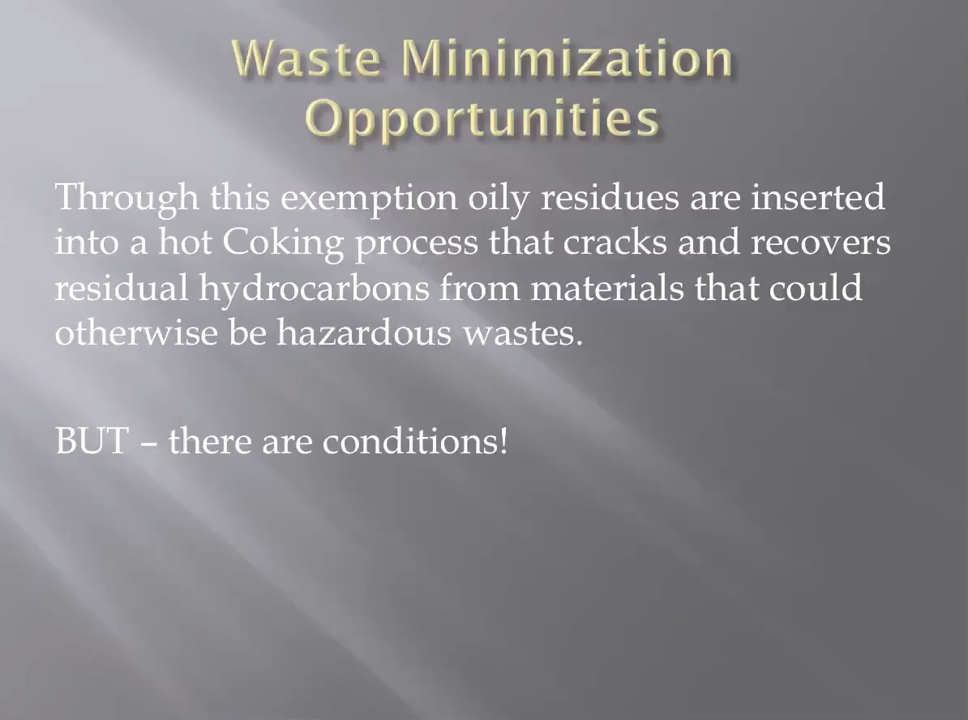 Waste Minimization
Opportunities
Through this exemption oily residues are inserted
into a hot Coking process that cracks and recovers
residual hydrocarbons from materials that could
otherwise be hazardous wastes.
BUT – there are conditions!